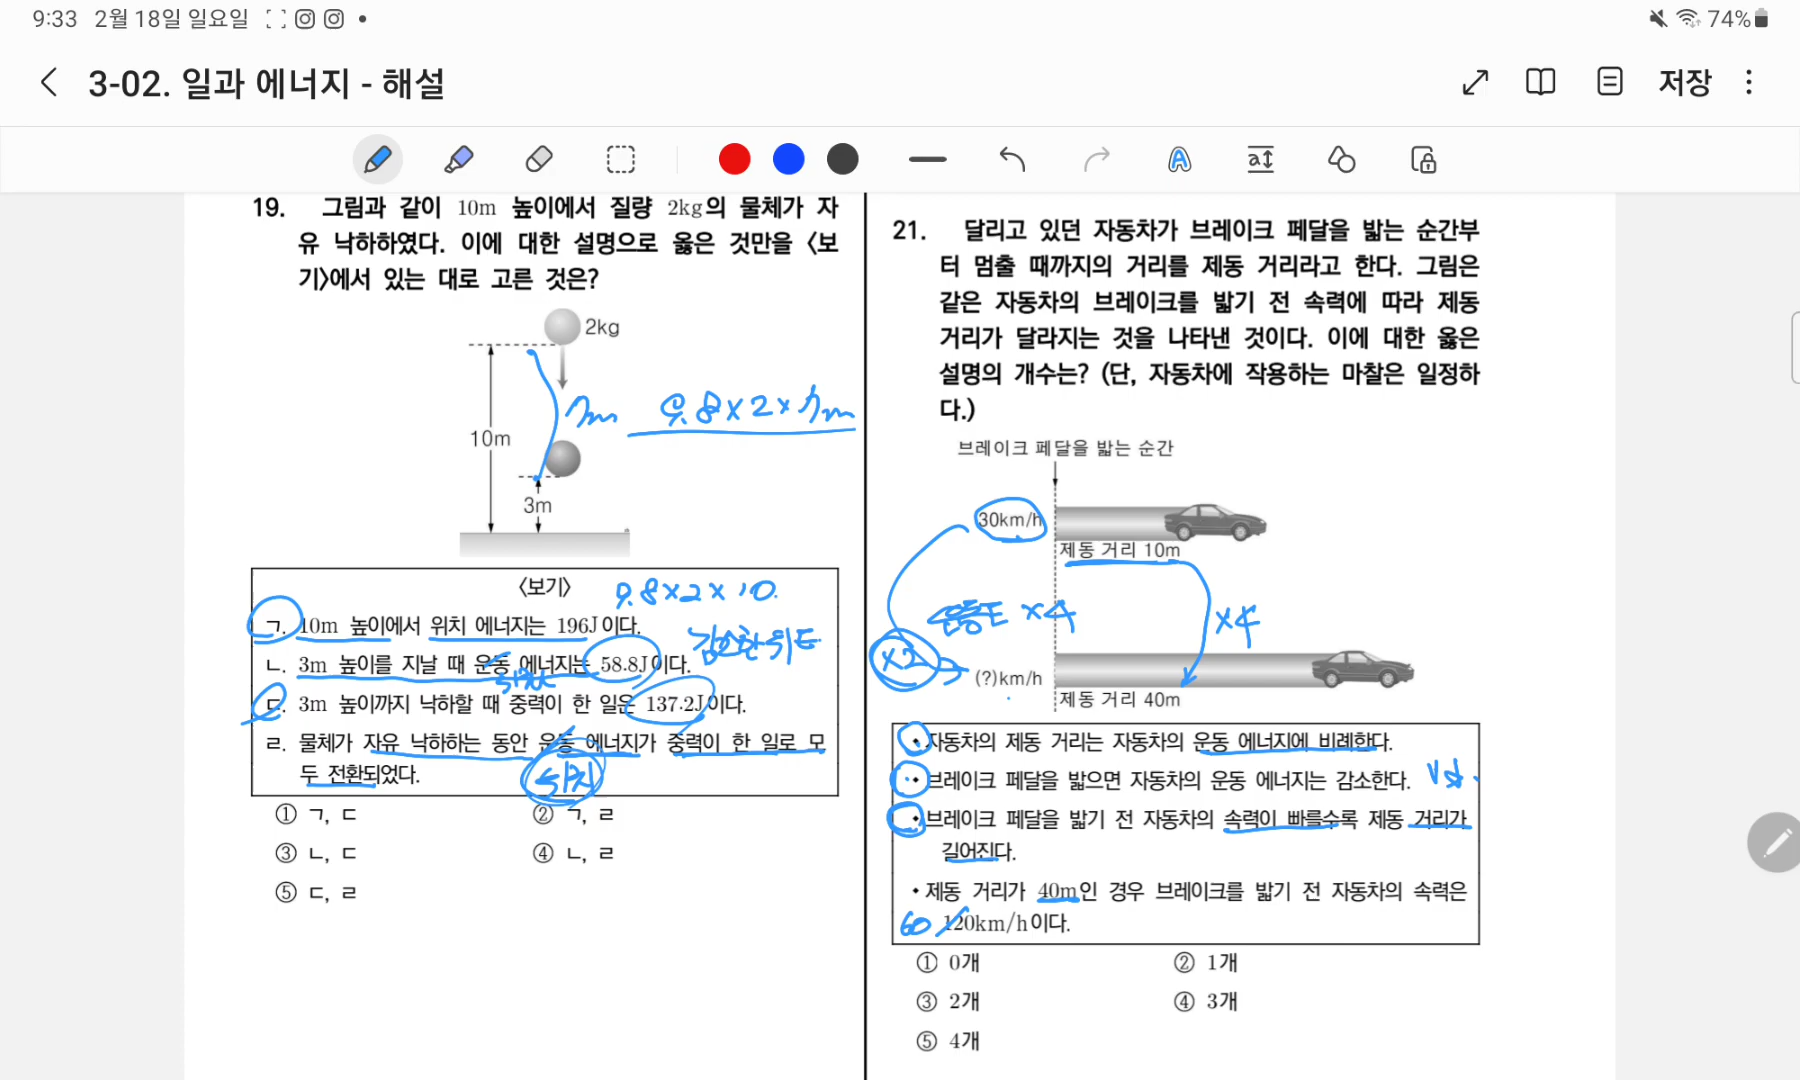 9:33 2월 18일 일요일
74%
3-02. 일과 에너지 - 해설
저장
19. 그림과 같이 10m 높이에서 질량 2kg의 물체가 자
유 낙하하였다. 이에 대한 설명으로 옳은 것만을 〈보
기〉에서 있는 대로 고른 것은?
2kg
7m 9.8×2×7m
10m
3m
〈보기〉
9.8×2×10.
ㄱ. 10m 높이에서 위치 에너지는 196J이다.
감소한 위E
ㄴ. 3m 높이를 지날 때 운동 에너지는 58.8J이다.
위치
ㄷ. 3m 높이까지 낙하할 때 중력이 한 일은 137.2J이다.
ㄹ. 물체가 자유 낙하하는 동안 운동 에너지가 중력이 한 일로 모
두 전환되었다.
위치
① ㄱ, ㄷ
② ㄱ, ㄹ
③ ㄴ, ㄷ
④ ㄴ, ㄹ
⑤ ㄷ, ㄹ
21. 달리고 있던 자동차가 브레이크 페달을 밟는 순간부
터 멈출 때까지의 거리를 제동 거리라고 한다. 그림은
같은 자동차의 브레이크를 밟기 전 속력에 따라 제동
거리가 달라지는 것을 나타낸 것이다. 이에 대한 옳은
설명의 개수는? (단, 자동차에 작용하는 마찰은 일정하
다.)
브레이크 페달을 밟는 순간
30km/h
제동 거리 10m
운동E ×4
×4
×2
(?)km/h
제동 거리 40m
• 자동차의 제동 거리는 자동차의 운동 에너지에 비례한다.
• 브레이크 페달을 밟으면 자동차의 운동 에너지는 감소한다.
• 브레이크 페달을 밟기 전 자동차의 속력이 빠를수록 제동 거리가
길어진다.
• 제동 거리가 40m인 경우 브레이크를 밟기 전 자동차의 속력은
60 120km/h이다.
① 0개
② 1개
③ 2개
④ 3개
⑤ 4개